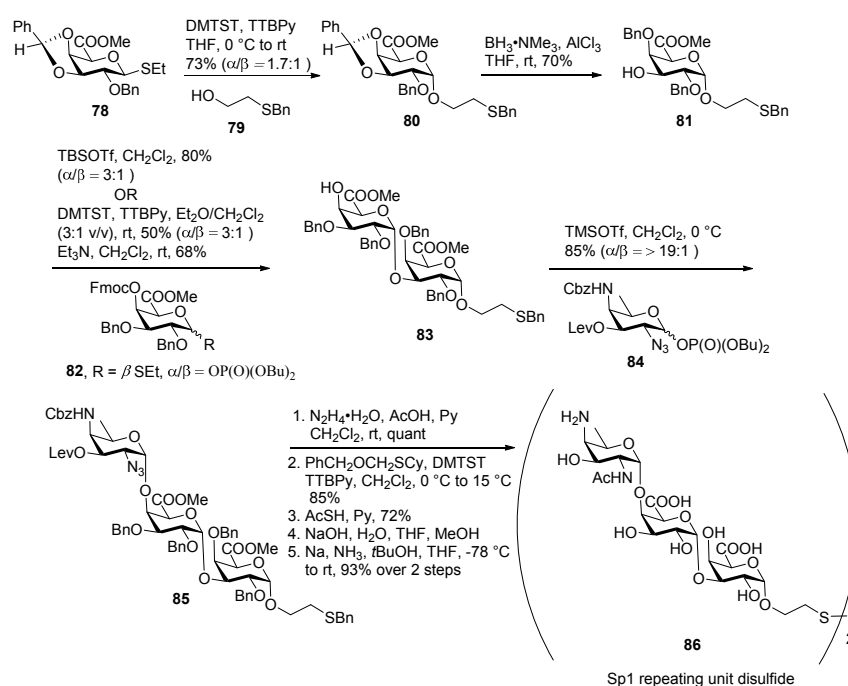 Ph
O
COOMe
H
O
O
SEt
OBn
78
DMTST, TTBPy
THF, 0 °C to rt
73% (α/β = 1.7:1 )
HO
SBn
79
Ph
O
COOMe
H
O
O
BnO
O
SBn
80
BH3•NMe3, AlCl3
THF, rt, 70%
BnO
COOMe
O
HO
BnO
O
SBn
81
TBSOTf, CH2Cl2, 80%
(α/β = 3:1 )
OR
DMTST, TTBPy, Et2O/CH2Cl2
(3:1 v/v), rt, 50% (α/β = 3:1 )
Et3N, CH2Cl2, rt, 68%
FmocO
COOMe
O
BnO
BnO
R
82, R = β SEt, α/β = OP(O)(OBu)2
HO
COOMe
O
BnO
OBn
BnO
COOMe
O
O
BnO
O
SBn
83
TMSOTf, CH2Cl2, 0 °C
85% (α/β = > 19:1 )
CbzHN
O
LevO
N3
OP(O)(OBu)2
84
CbzHN
O
LevO
N3
O
COOMe
O
BnO
OBn
BnO
COOMe
O
O
BnO
O
SBn
85
1. N2H4•H2O, AcOH, Py
CH2Cl2, rt, quant
2. PhCH2OCH2SCy, DMTST
TTBPy, CH2Cl2, 0 °C to 15 °C
85%
3. AcSH, Py, 72%
4. NaOH, H2O, THF, MeOH
5. Na, NH3, tBuOH, THF, -78 °C
to rt, 93% over 2 steps
H2N
O
HO
AcHN
O
COOH
O
HO
OH
HO
COOH
O
O
HO
O
S
2
86
Sp1 repeating unit disulfide